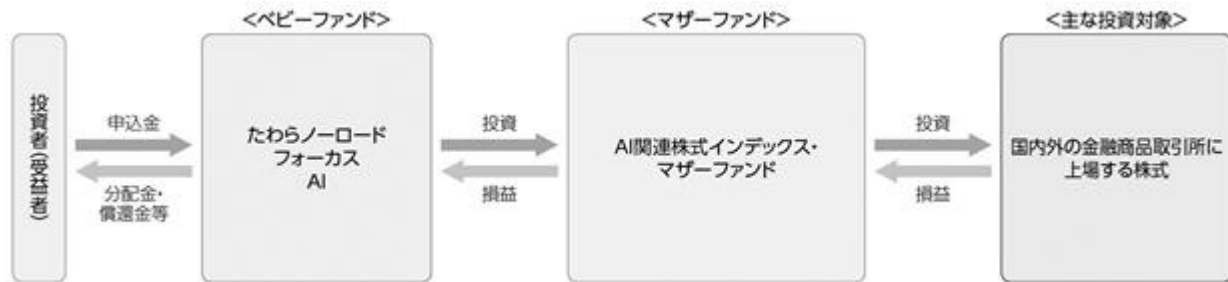 <ベビーファンド>
<マザーファンド>
<主な投資対象>
投資者(受益者)
申込金
分配金・
償還金等
たわらノーロード
フォーカス
AI
投資
損益
AI関連株式インデックス・
マザーファンド
投資
損益
国内外の金融商品取引所に
上場する株式